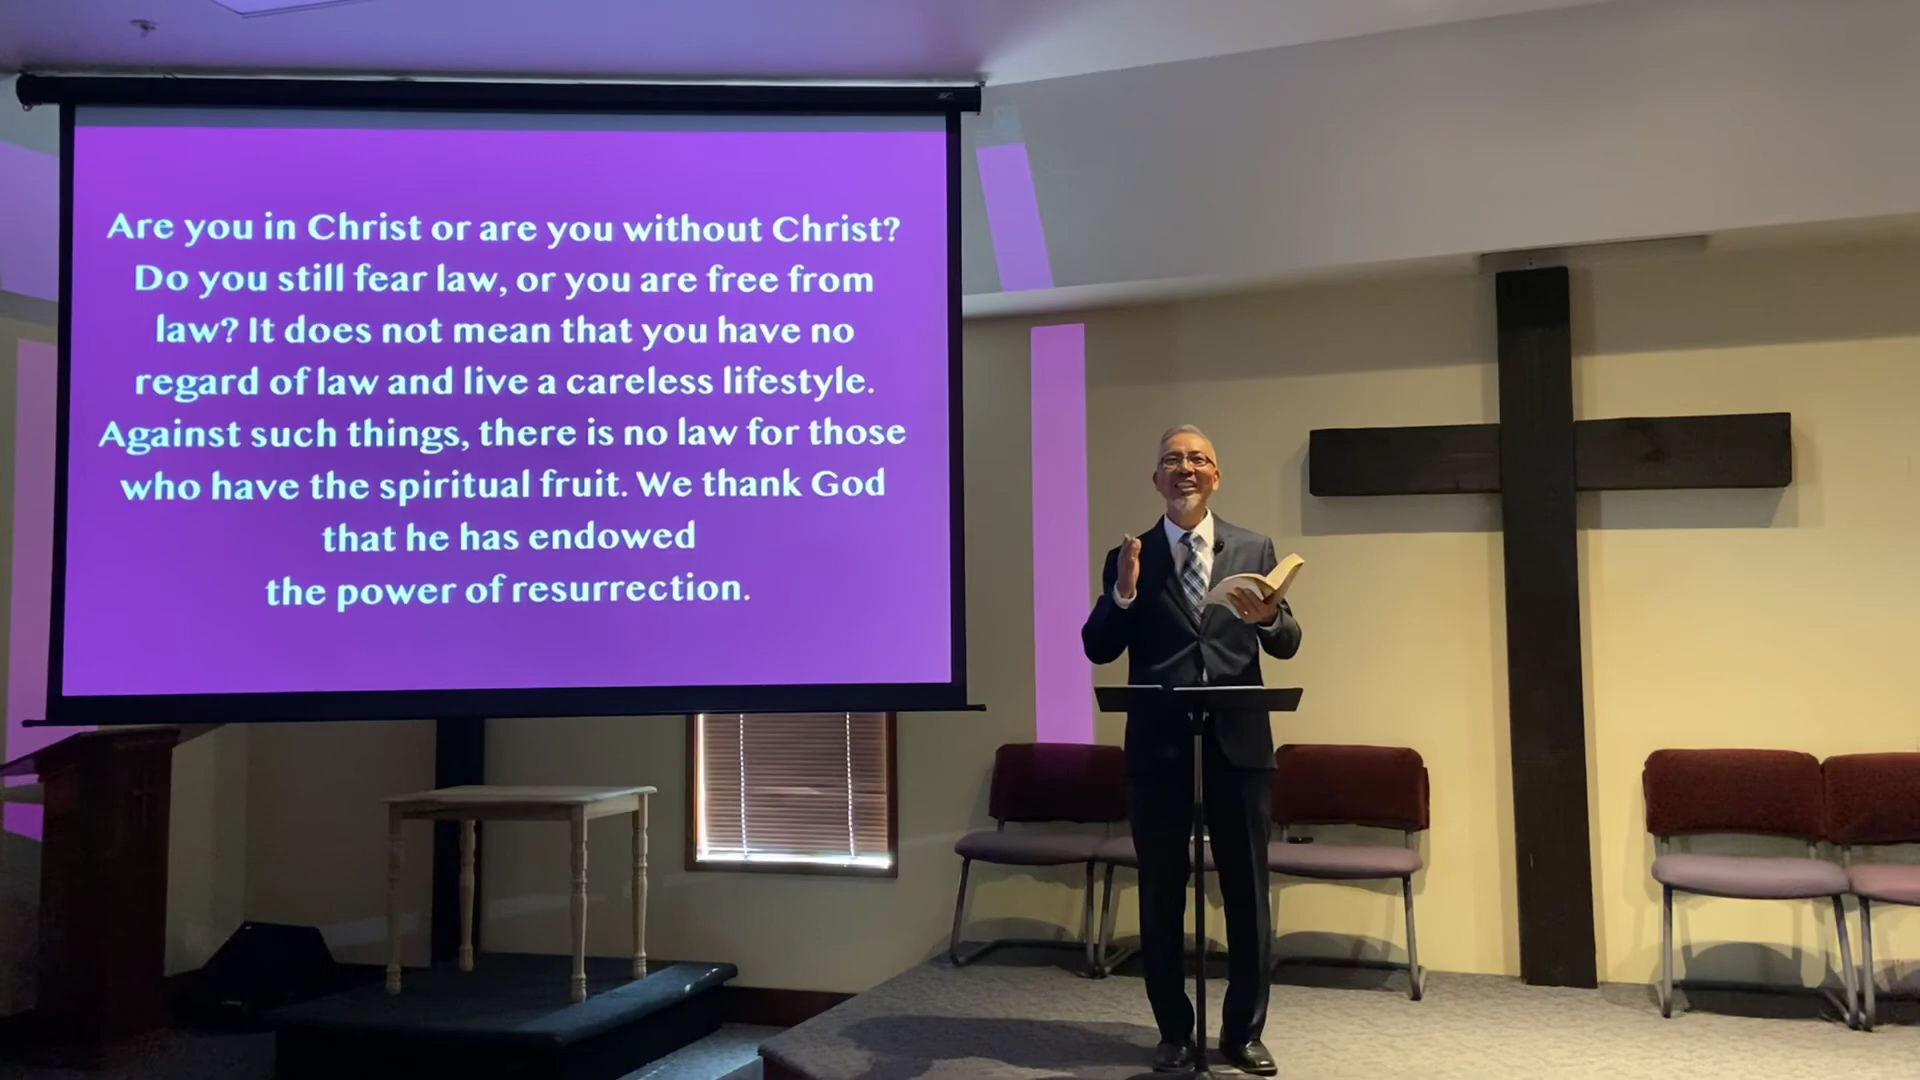 Are you in Christ or are you without Christ?
Do you still fear law, or you are free from
law? It does not mean that you have no
regard of law and live a careless lifestyle.
Against such things, there is no law for those
who have the spiritual fruit. We thank God
that he has endowed
the power of resurrection.